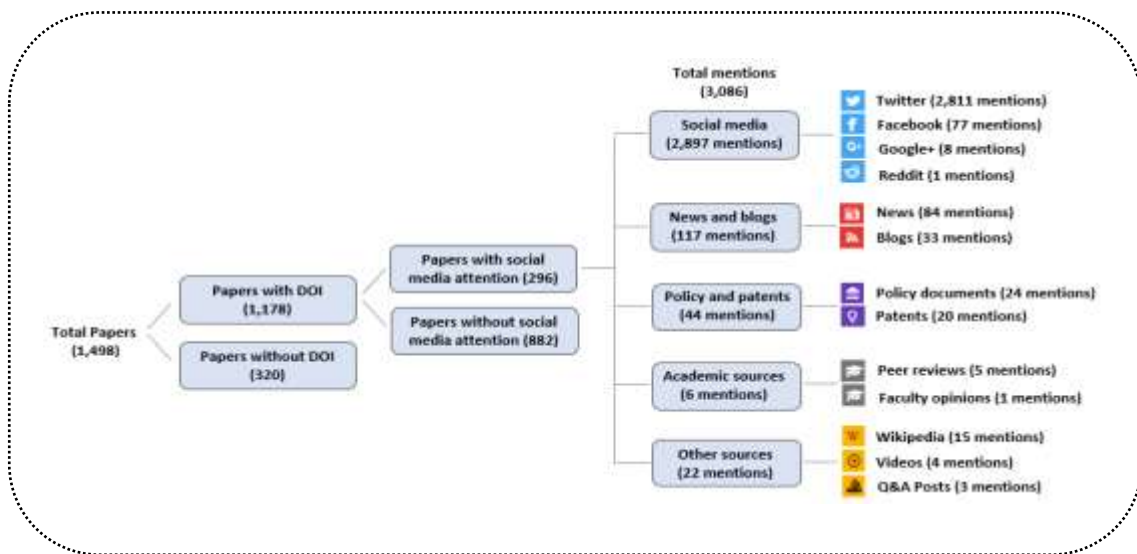 Total Papers
(1,498)
Papers with DOI
(1,178)
Papers without DOI
(320)
Papers with social
media attention (296)
Papers without social
media attention (882)
Total mentions
(3,086)
Social media
(2,897 mentions)
Twitter (2,811 mentions)
Facebook (77 mentions)
Google+ (8 mentions)
Reddit (1 mentions)
News and blogs
(117 mentions)
News (84 mentions)
Blogs (33 mentions)
Policy and patents
(44 mentions)
Policy documents (24 mentions)
Patents (20 mentions)
Academic sources
(6 mentions)
Peer reviews (5 mentions)
Faculty opinions (1 mentions)
Other sources
(22 mentions)
W
Wikipedia (15 mentions)
Videos (4 mentions)
Q&A Posts (3 mentions)